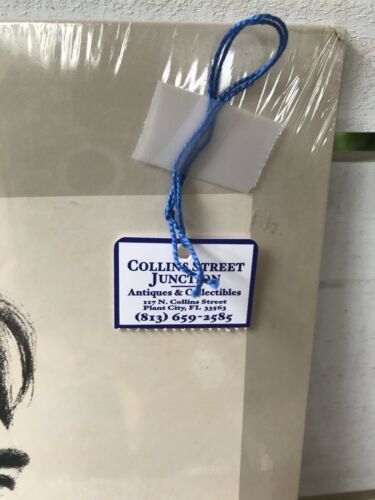 COLLINS STREET
JUNCTION
Antiques & Collectibles
117 N. Collins Street
Plant City, FL 33563
(813) 659-2585